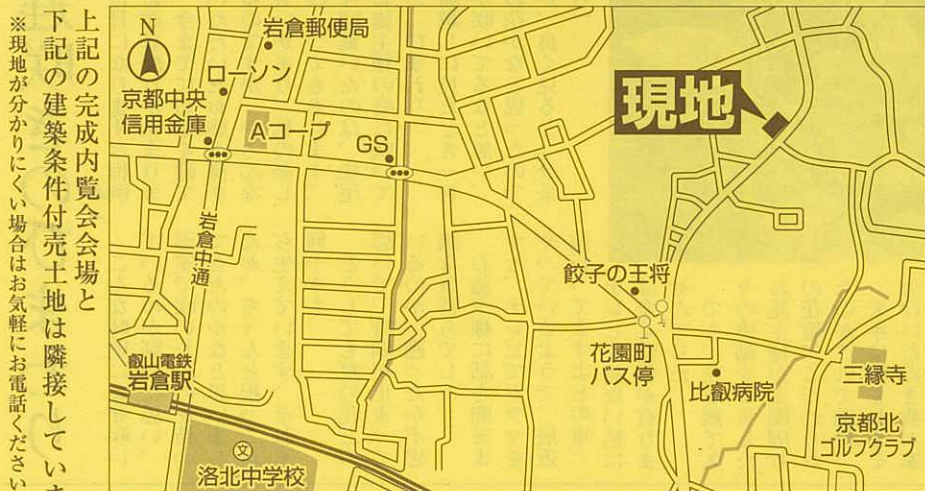 上記の完成内覧会会場と
下記の建築条件付売土地は隣接していま
※現地が分かりにくい場合はお気軽にお電話ください
N
岩倉郵便局
ローソン
京都中央
信用金庫
Aコープ
GS
現地
岩倉中通
餃子の王将
花園町
バス停
比叡病院
三縁寺
京都北
ゴルフクラブ
叡山電鉄
岩倉駅
文
洛北中学校